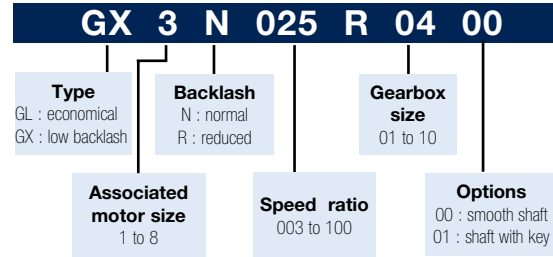 GX 3 N 025 R 04 00
Type
GL : economical
GX : low backlash
Backlash
N : normal
R : reduced
Gearbox
size
01 to 10
Associated
motor size
1 to 8
Speed ratio
003 to 100
Options
00 : smooth shaft
01 : shaft with key